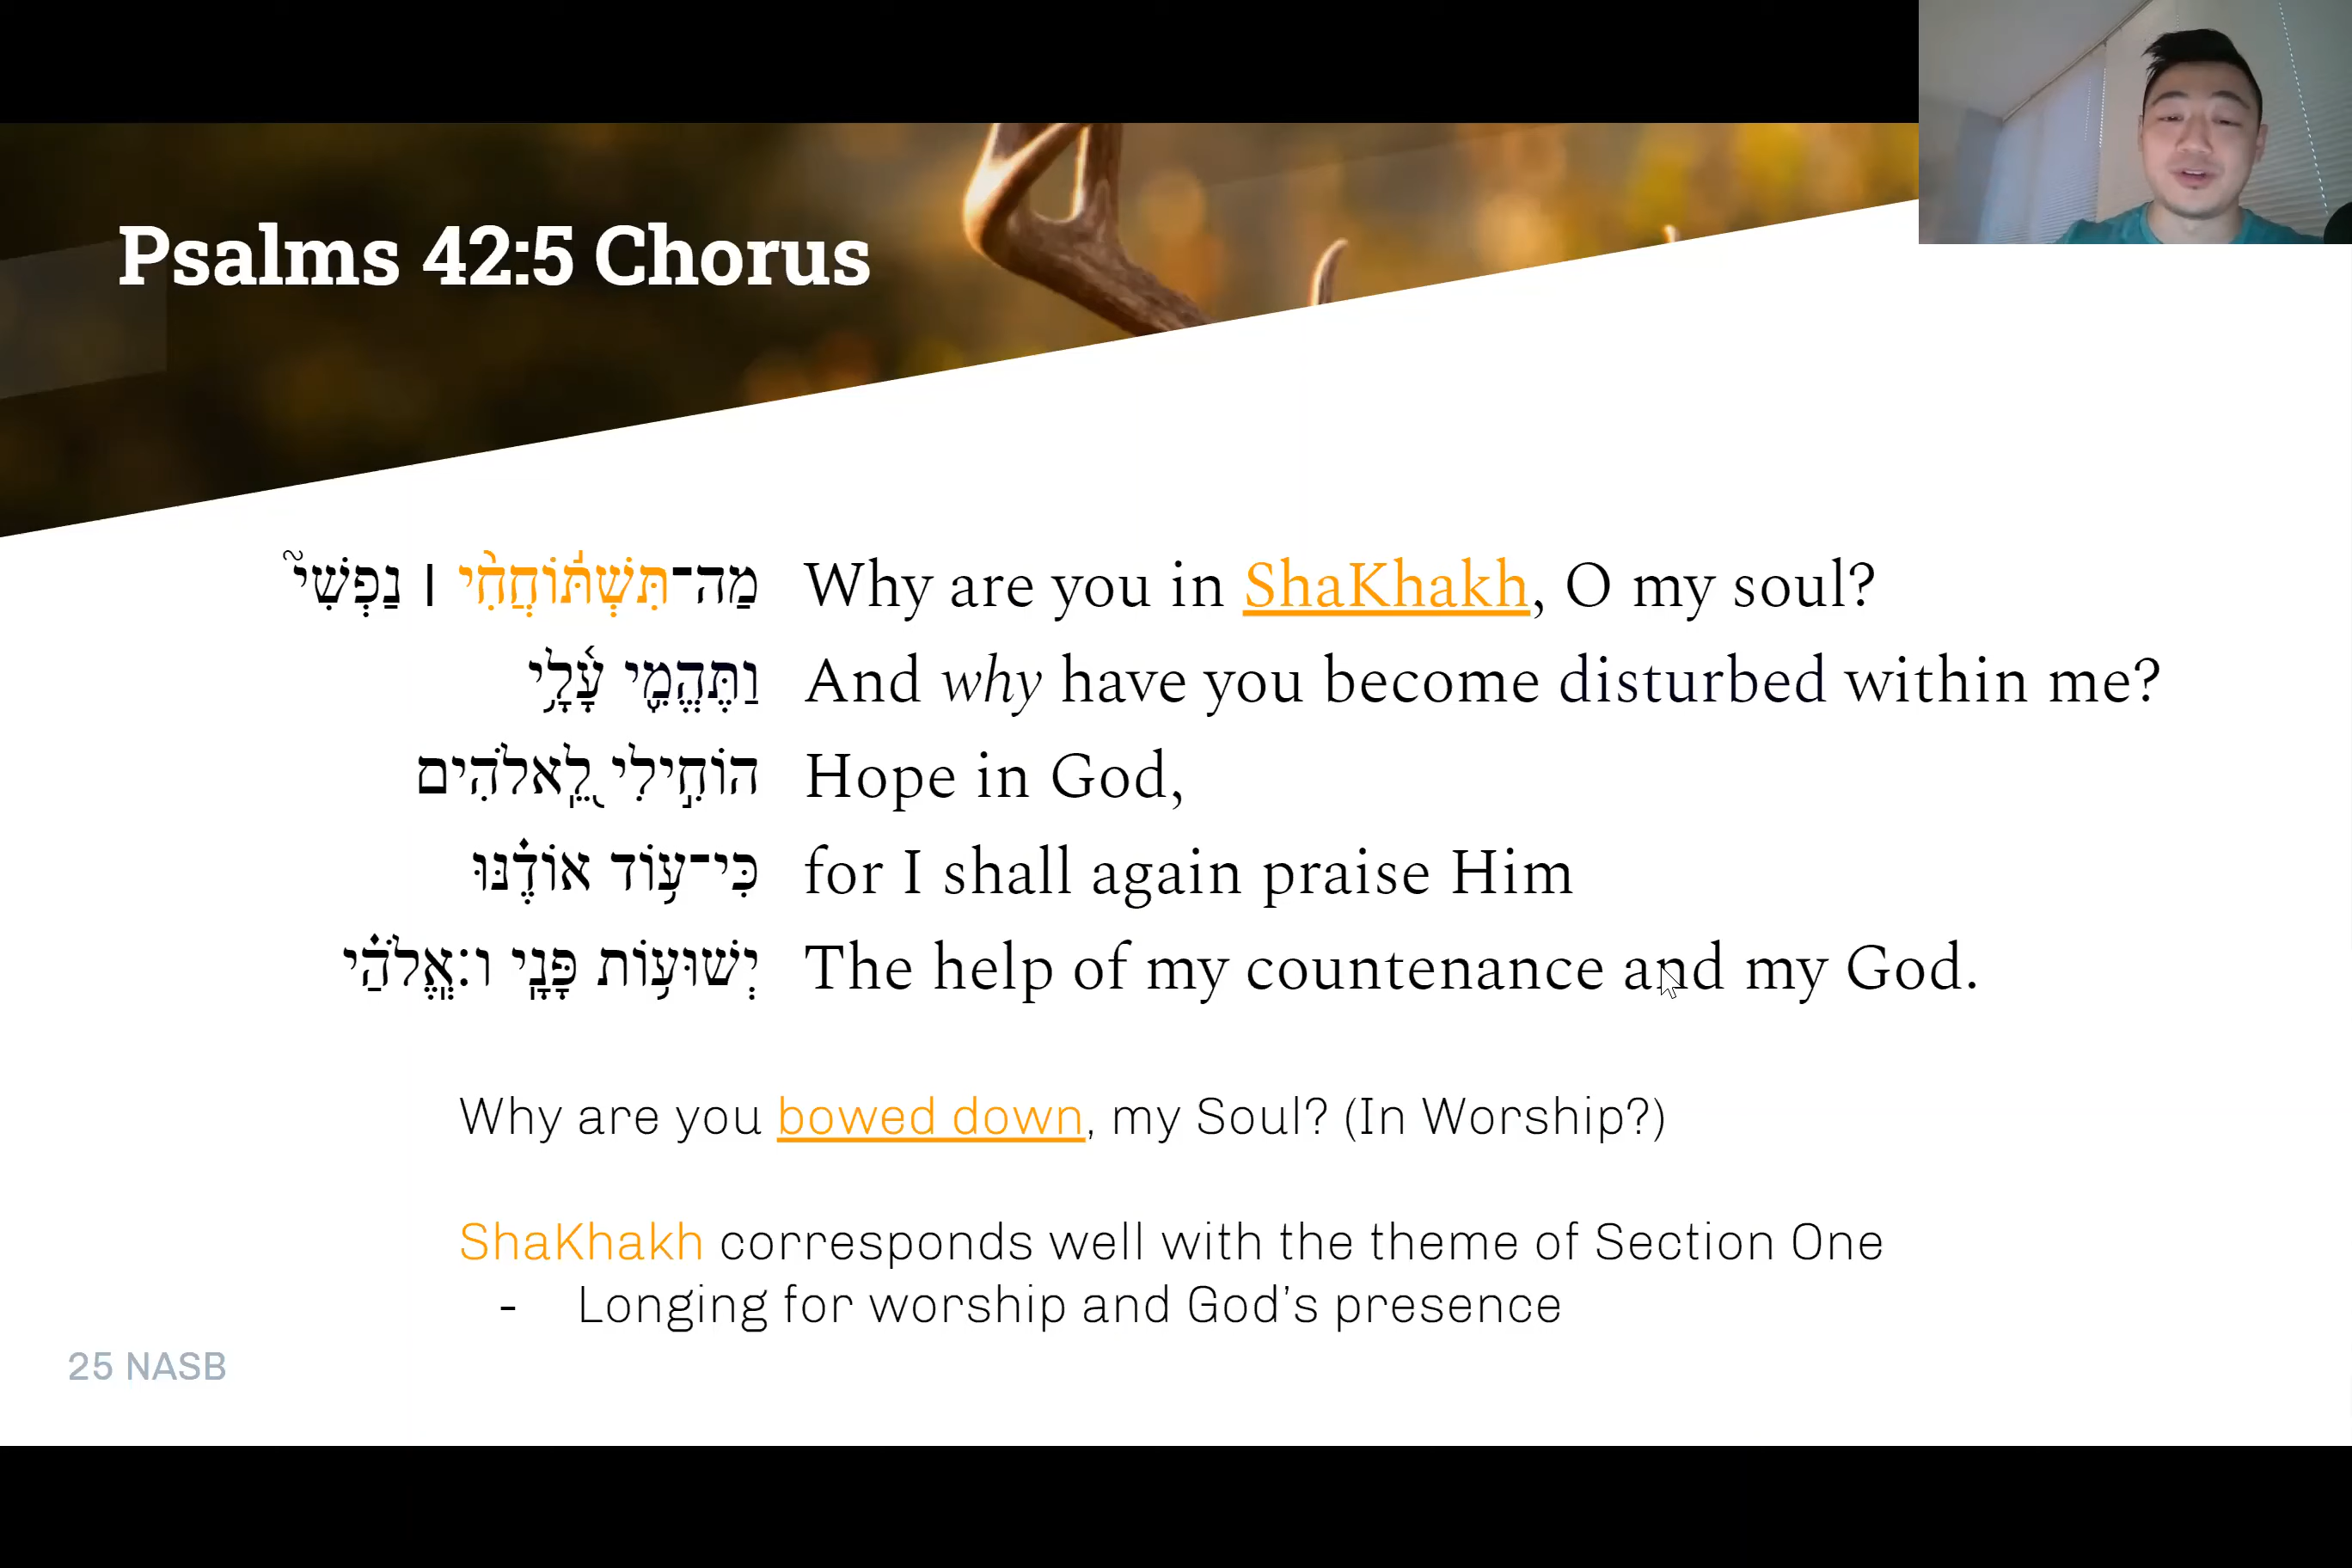 Psalms 42:5 Chorus
מַה־תִּשְׁתּ֬וֹחֲחִ֨י ׀ נַפְשִׁי֮ Why are you in ShaKhakh, O my soul?
וַתֶּהֱמִ֪י עָ֫לָ֥י And why have you become disturbed within me?
הוֹחִ֣ילִי לֵ֭אלֹהִים Hope in God,
כִּי־ע֥וֹד אוֹדֶ֗נּוּ for I shall again praise Him
יְשׁוּע֥וֹת פָּנָ֑י ו׃אֱֽלֹהַ֗י The help of my countenance and my God.
Why are you bowed down, my Soul? (In Worship?)
ShaKhakh corresponds well with the theme of Section One
- Longing for worship and God's presence
25 NASB